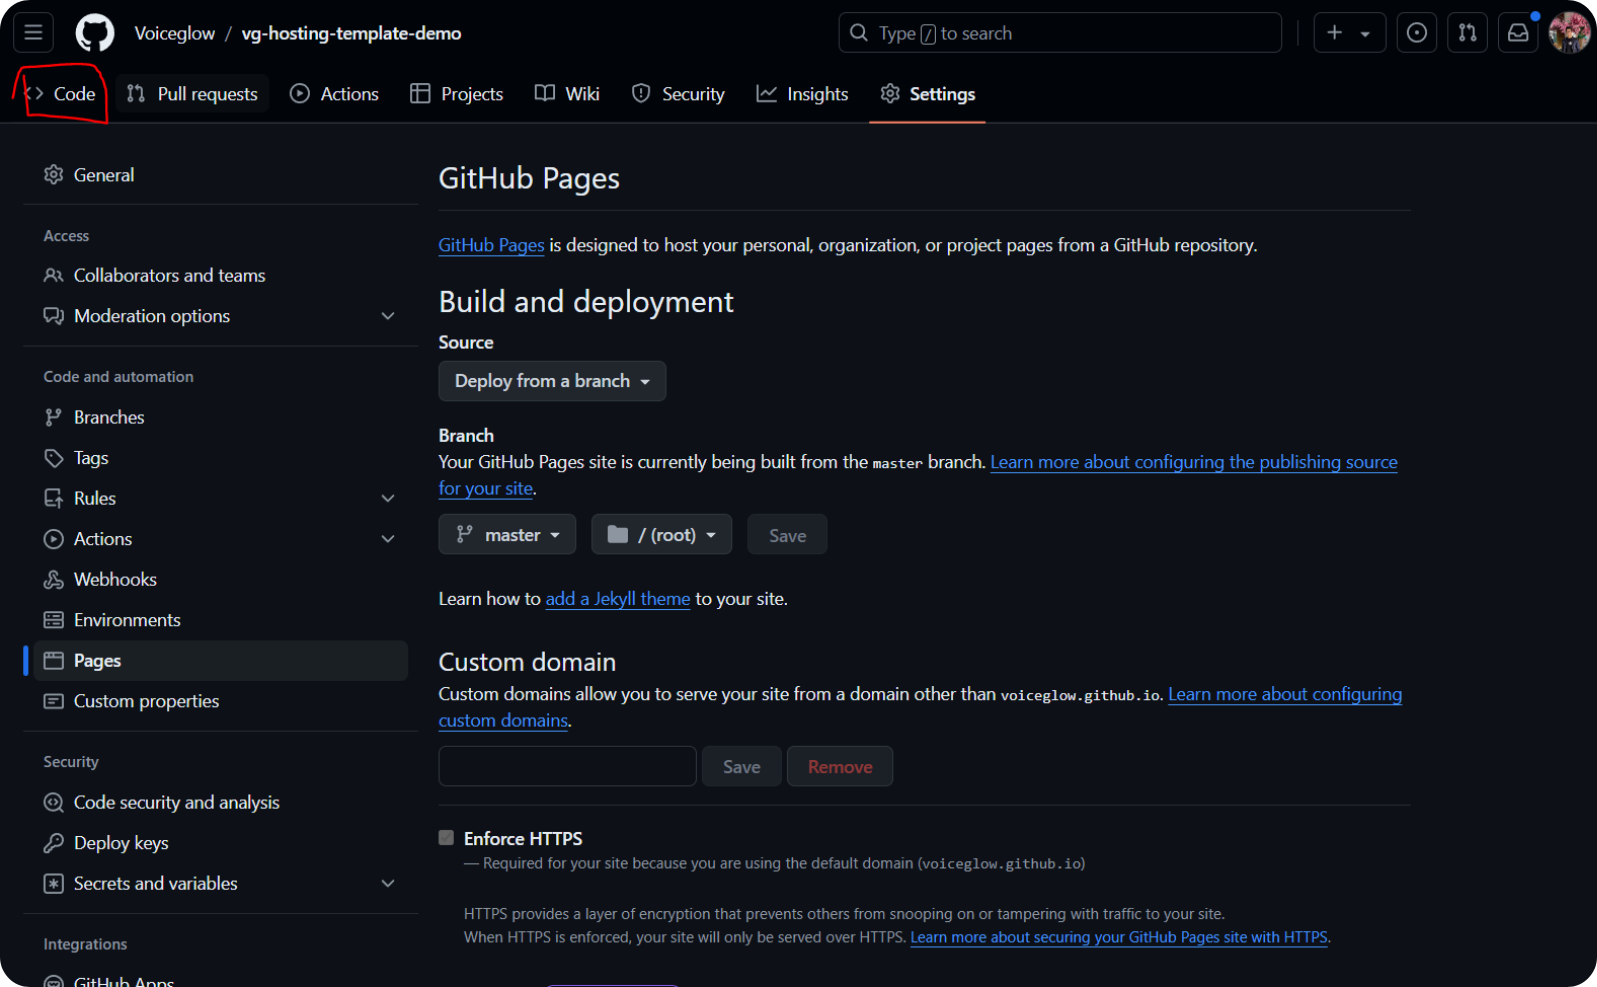 Voiceglow / vg-hosting-template-demo
Type / to search
Code
Pull requests
Actions
Projects
Wiki
Security
Insights
Settings
General
Access
Collaborators and teams
Moderation options
Code and automation
Branches
Tags
Rules
Actions
Webhooks
Environments
Pages
Custom properties
Security
Code security and analysis
Deploy keys
Secrets and variables
Integrations
GitHub Apps
GitHub Pages
GitHub Pages is designed to host your personal, organization, or project pages from a GitHub repository.
Build and deployment
Source
Deploy from a branch
Branch
Your GitHub Pages site is currently being built from the master branch. Learn more about configuring the publishing source
for your site.
master
/ (root)
Save
Learn how to add a Jekyll theme to your site.
Custom domain
Custom domains allow you to serve your site from a domain other than voiceglow.github.io. Learn more about configuring
custom domains.
Save
Remove
Enforce HTTPS
— Required for your site because you are using the default domain (voiceglow.github.io)
HTTPS provides a layer of encryption that prevents others from snooping on or tampering with traffic to your site.
When HTTPS is enforced, your site will only be served over HTTPS. Learn more about securing your GitHub Pages site with HTTPS.